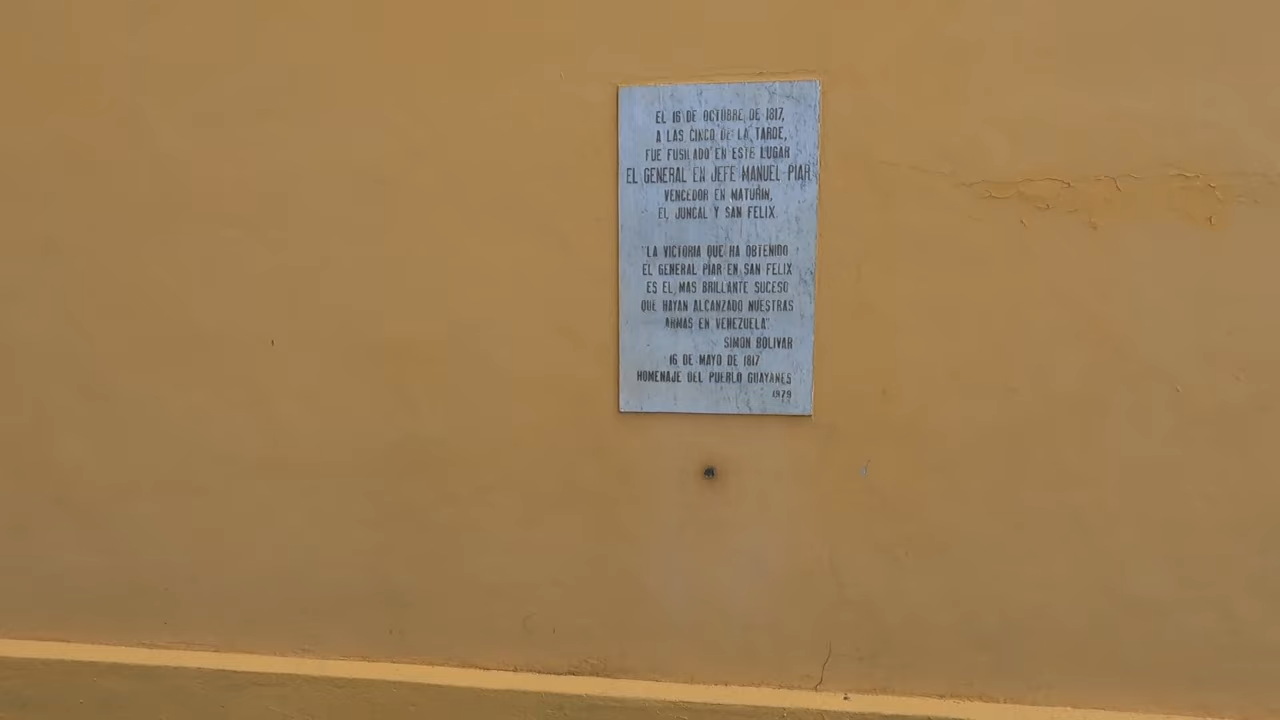 EL 16 DE OCTUBRE DE 1817,
A LAS CINCO DE LA TARDE,
FUE FUSILADO EN ESTE LUGAR
EL GENERAL EN JEFE MANUEL PIAR
VENCEDOR EN MATURIN,
EL JUNCAL Y SAN FELIX.
"LA VICTORIA QUE HA OBTENIDO
EL GENERAL PIAR EN SAN FELIX
ES EL MAS BRILLANTE SUCESO
QUE HAYAN ALCANZADO NUESTRAS
ARMAS EN VENEZUELA".
SIMON BOLIVAR
16 DE MAYO DE 1817
HOMENAJE DEL PUEBLO GUAYANES
1979